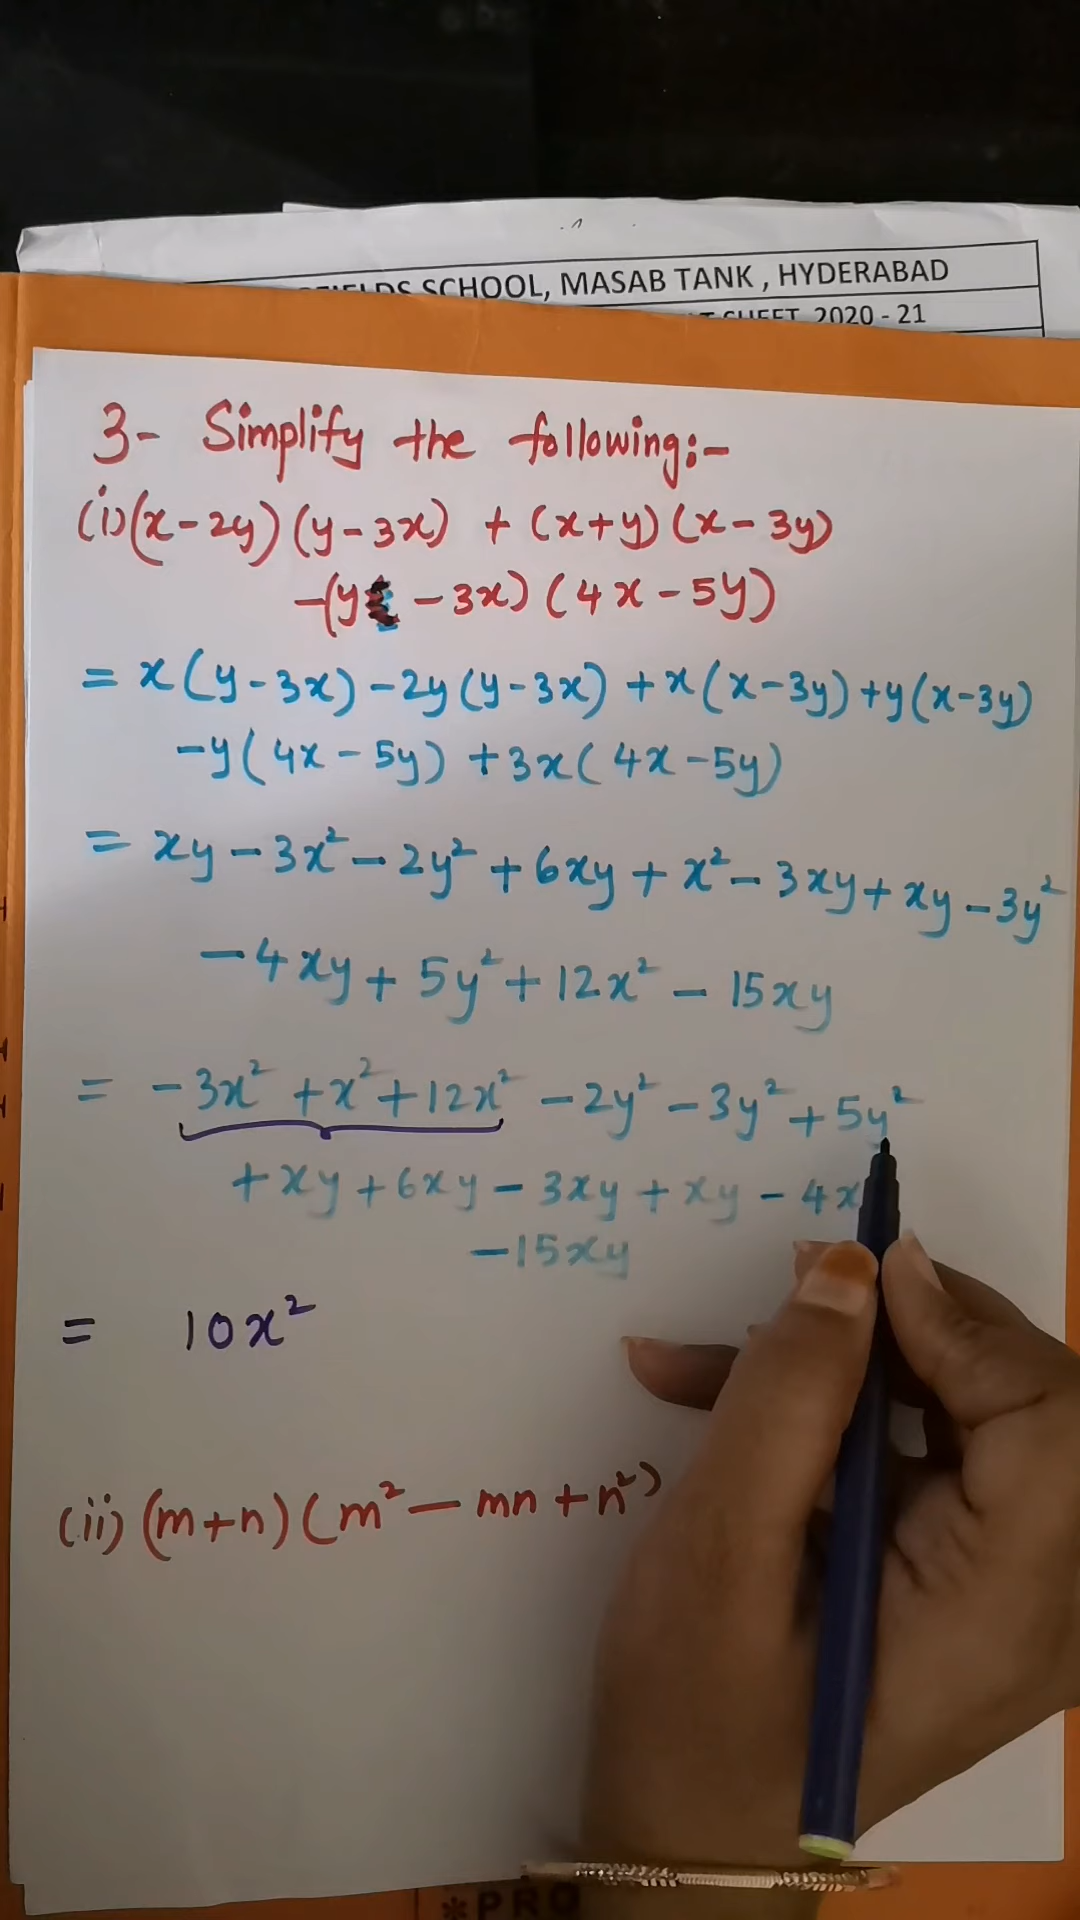 SCHOOL, MASAB TANK , HYDERABAD
SHEET 2020 - 21
3- Simplify the following:-
(i) (x-2y) (y-3x) + (x+y) (x-3y)
-(y - 3x) (4x-5y)
= x(y-3x) -2y(y-3x) +x(x-3y) +y(x-3y)
-y(4x-5y) +3x(4x-5y)
= xy-3x²-2y²+6xy+x²-3xy+xy-3y²
-4xy+5y²+12x²-15xy
= -3x²+x²+12x² -2y²-3y²+5y²
+xy+6xy-3xy+xy-4x
-15xy
= 10x²
(ii) (m+n) (m²-mn+n²)
*PRO